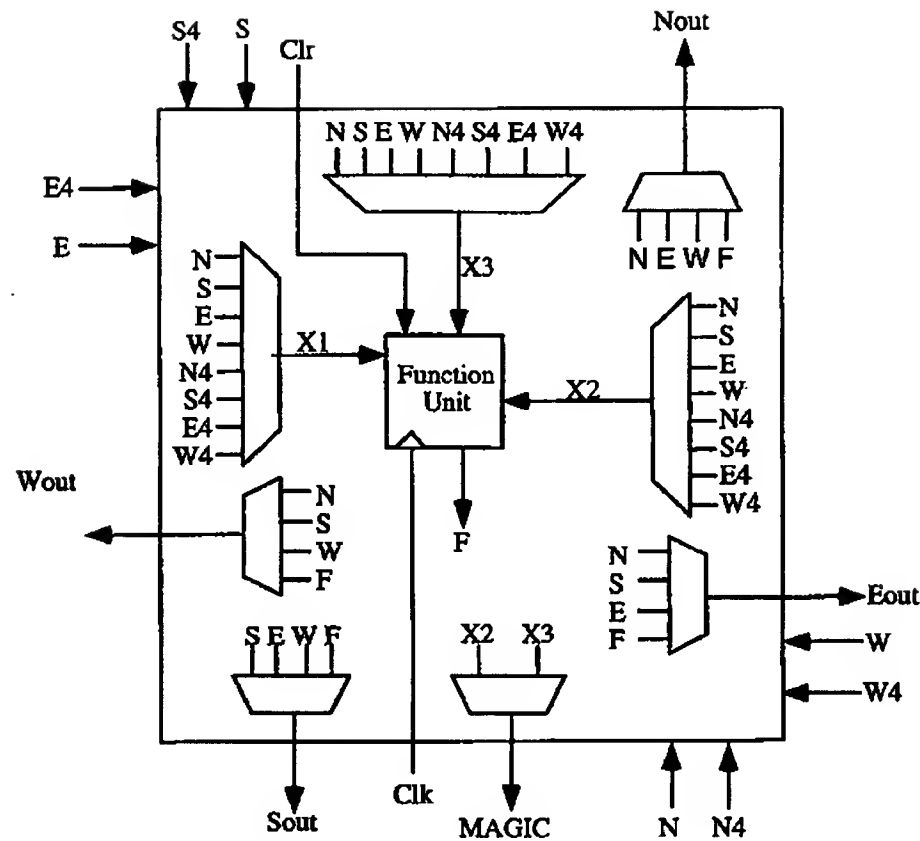 S4 S Clr Nout
N S E W N4 S4 E4 W4
E4
E
N E W F
X3
N
S
E
W
N4
S4
E4
W4
X1
Function
Unit
X2
N
S
E
W
N4
S4
E4
W4
Wout
N
S
W
F
F
N
S
E
F
Eout
W
W4
S E W F
X2 X3
Sout
Clk
MAGIC
N N4